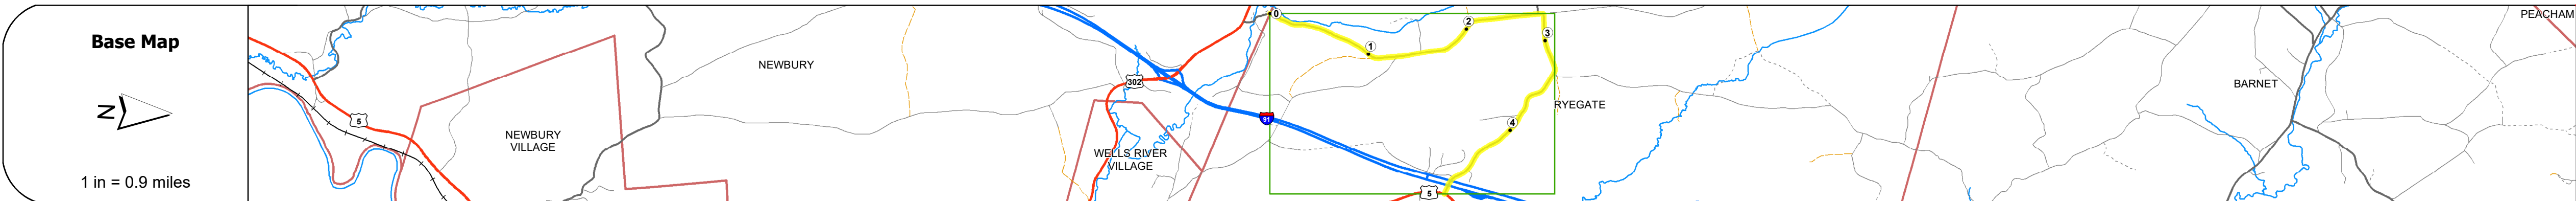 Base Map
N
1 in = 0.9 miles
5
NEWBURY
VILLAGE
NEWBURY
302
WELLS RIVER
VILLAGE
91
0
1
2
3
4
5
RYEGATE
BARNET
PEACHAM